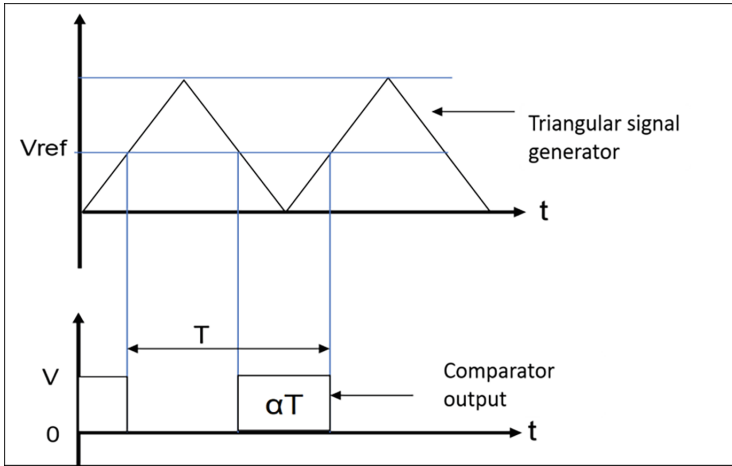 Vref
Triangular signal
generator
t
T
V
αT
Comparator
output
0
t